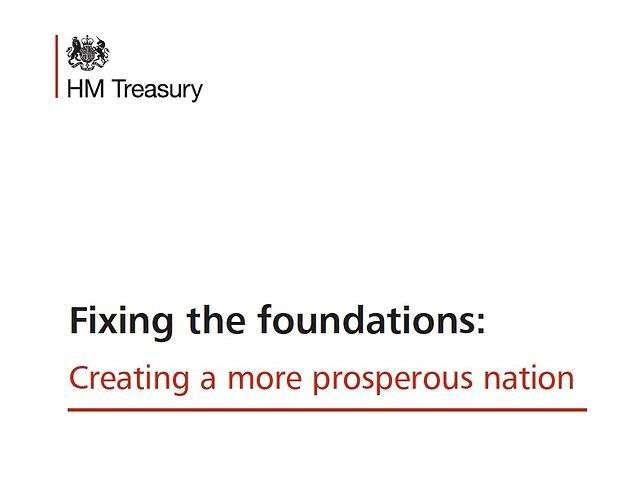 HM Treasury
Fixing the foundations:
Creating a more prosperous nation